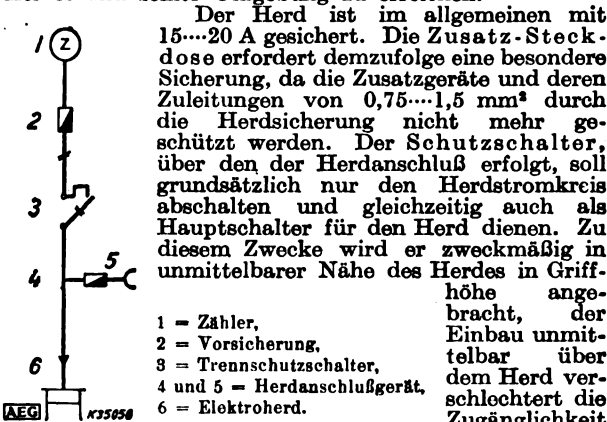 Der Herd ist im allgemeinen mit
15····20 A gesichert. Die Zusatz-Steck-
dose erfordert demzufolge eine besondere
Sicherung, da die Zusatzgeräte und deren
Zuleitungen von 0,75····1,5 mm² durch
die Herdsicherung nicht mehr ge-
schützt werden. Der Schutzschalter,
über den der Herdanschluß erfolgt, soll
grundsätzlich nur den Herdstromkreis
abschalten und gleichzeitig auch als
Hauptschalter für den Herd dienen. Zu
diesem Zwecke wird er zweckmäßig in
unmittelbarer Nähe des Herdes in Griff-
höhe ange-
bracht, der
Einbau unmit-
telbar über
dem Herd ver-
schlechtert die
Zugänglichkeit
1 Z
2
3
4
5
6
AEG K35058
1 = Zähler,
2 = Vorsicherung,
3 = Trennschutzschalter,
4 und 5 = Herdanschlußgerät,
6 = Elektroherd.